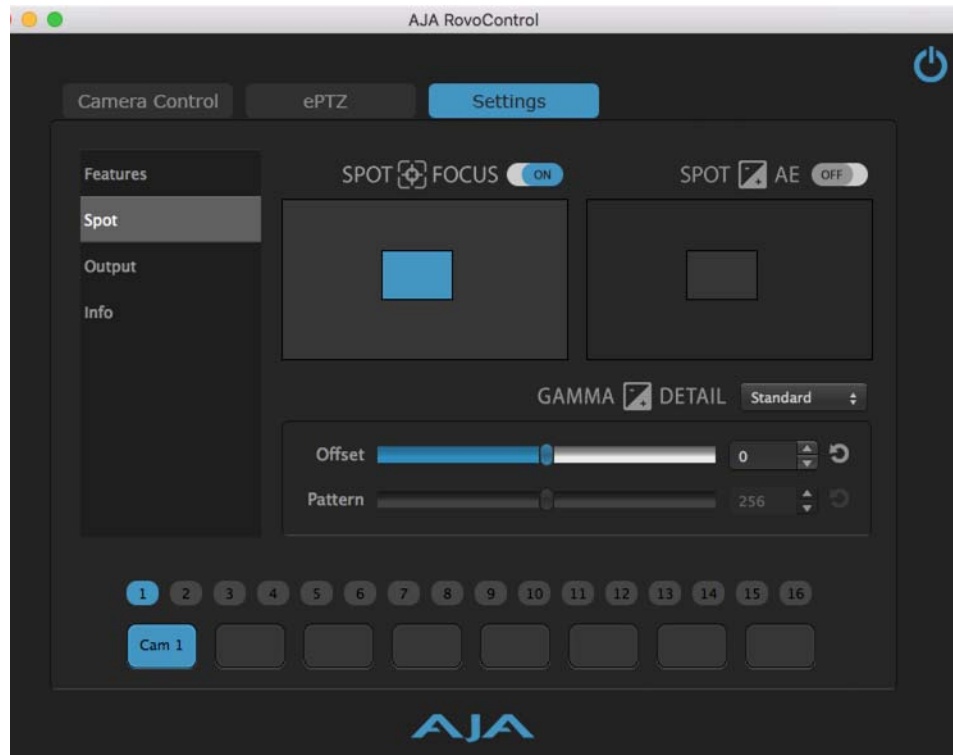 AJA RovoControl
Camera Control ePTZ Settings
Features
Spot
Output
Info
SPOT FOCUS ON
SPOT AE OFF
GAMMA DETAIL Standard
Offset 0
Pattern 256
1 2 3 4 5 6 7 8 9 10 11 12 13 14 15 16
Cam 1
AJA